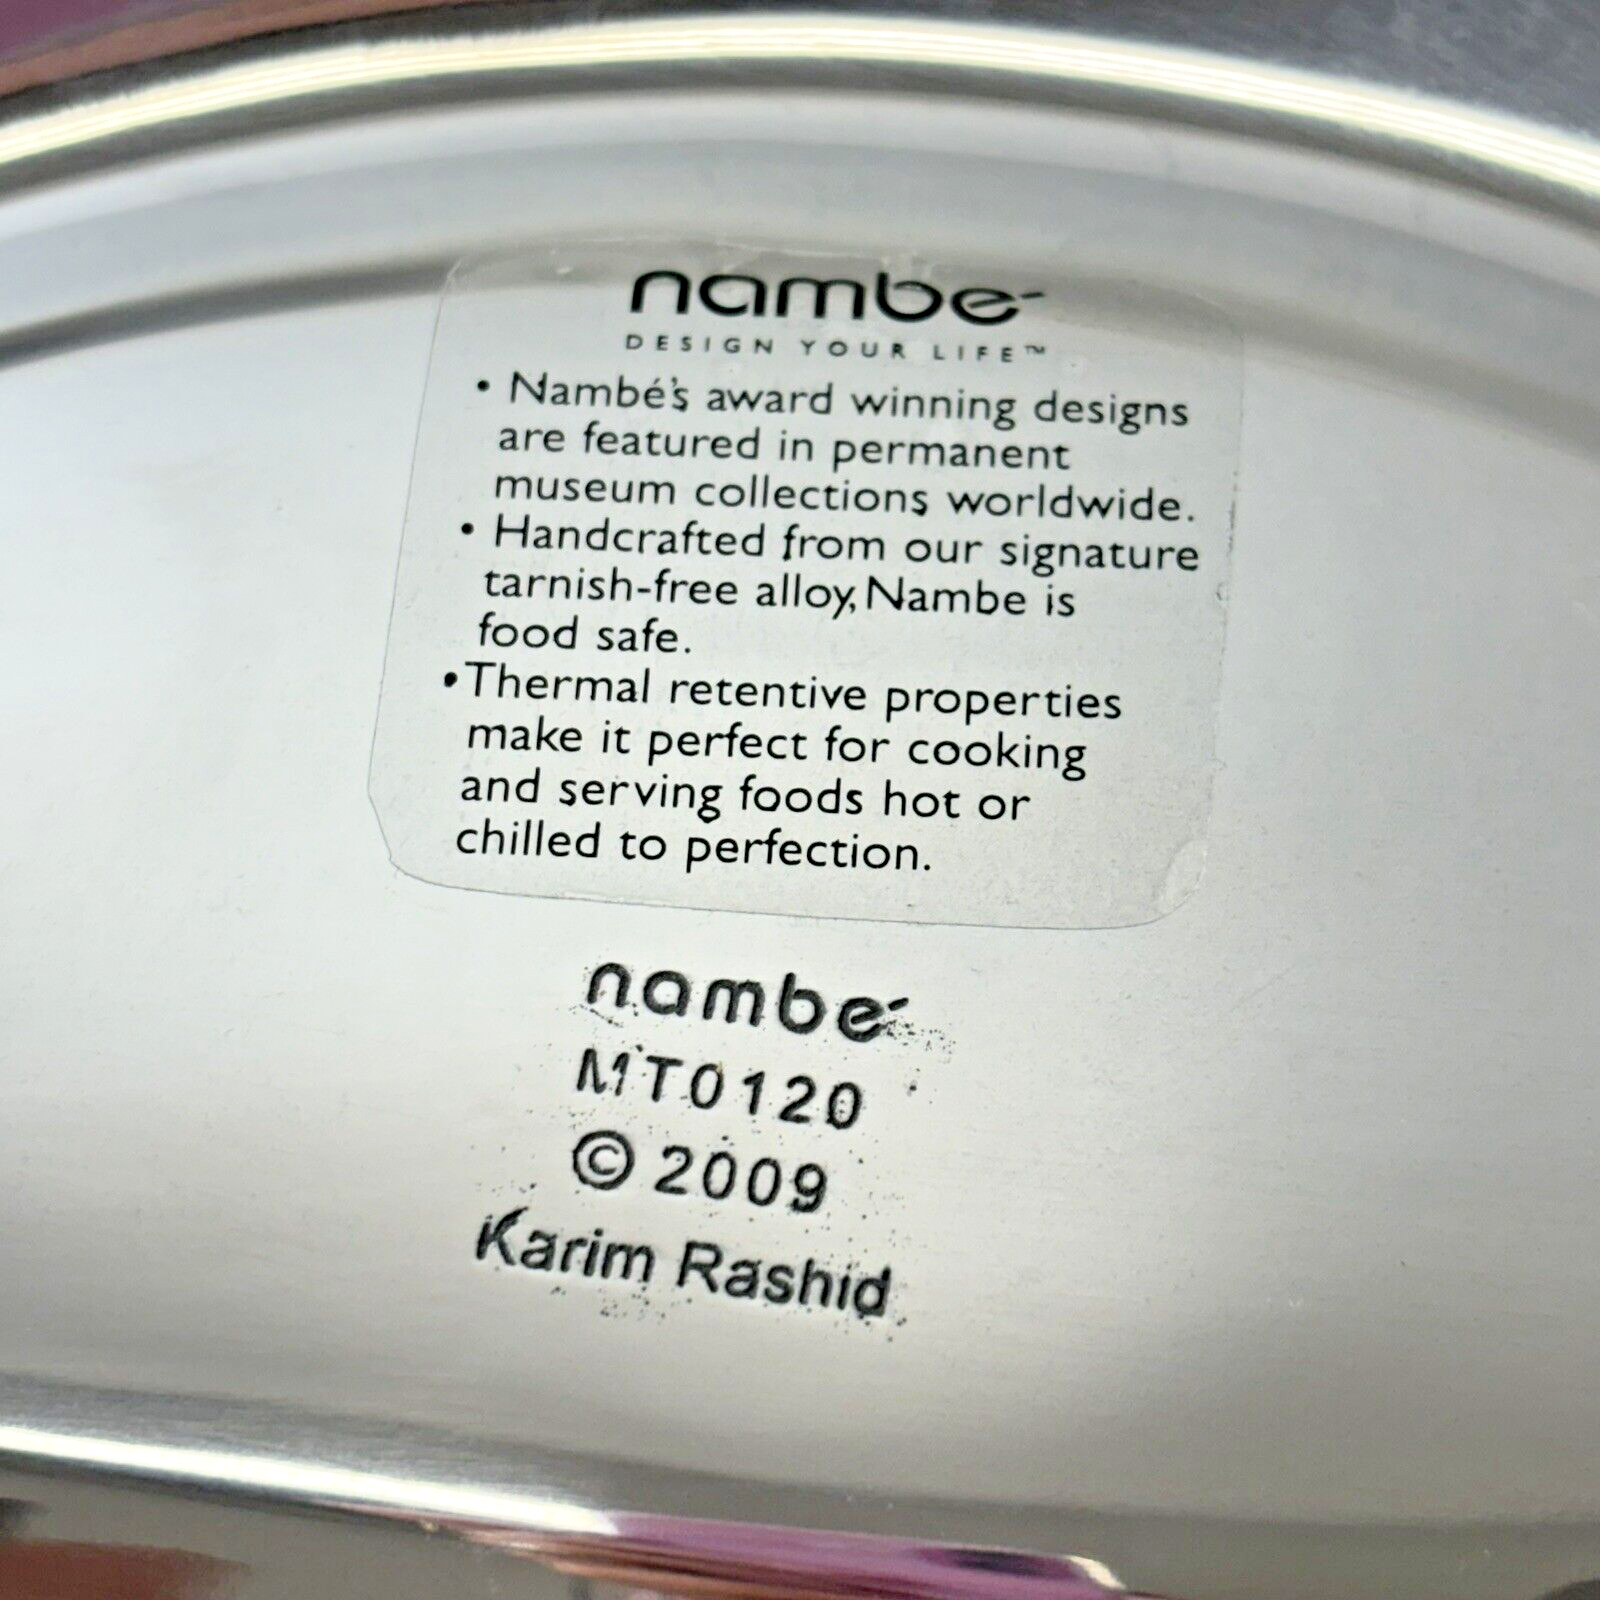 nambé
DESIGN YOUR LIFE™
• Nambé's award winning designs
are featured in permanent
museum collections worldwide.
• Handcrafted from our signature
tarnish-free alloy, Nambe is
food safe.
•Thermal retentive properties
make it perfect for cooking
and serving foods hot or
chilled to perfection.
nambé
MT0120
© 2009
Karim Rashid